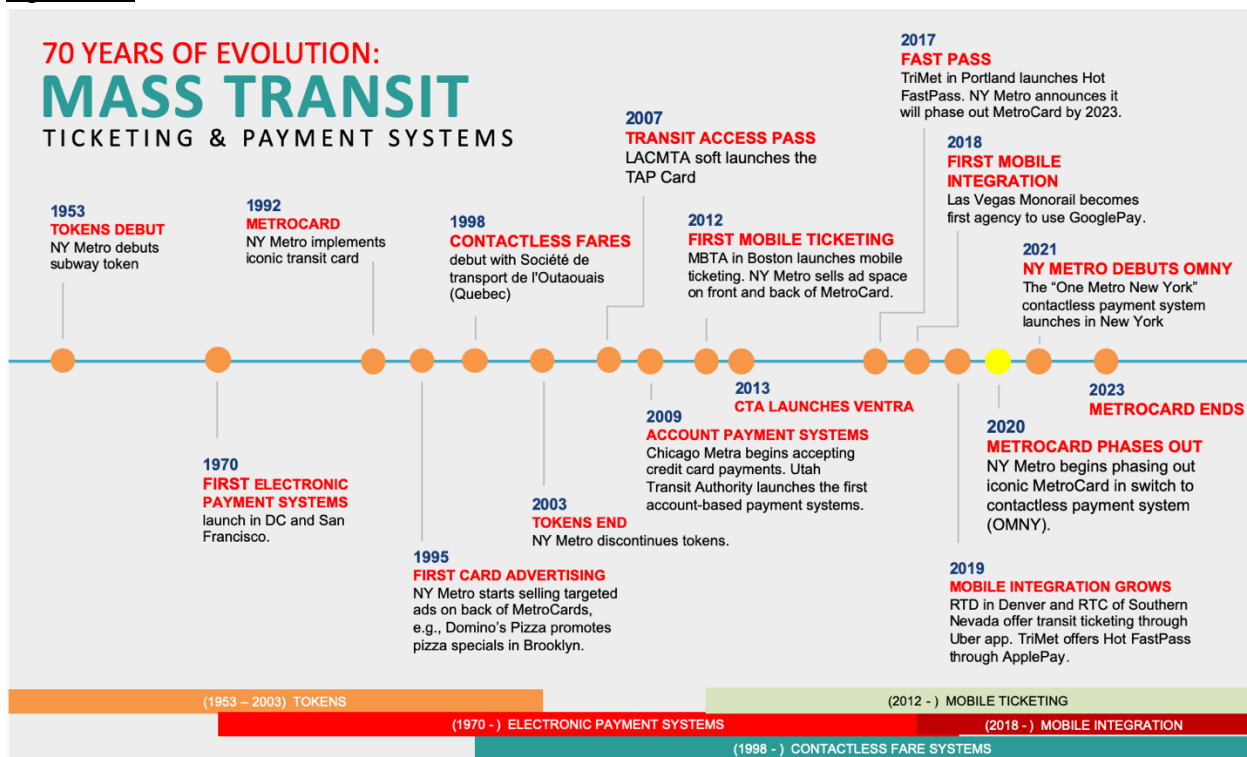 70 YEARS OF EVOLUTION:
MASS TRANSIT
TICKETING & PAYMENT SYSTEMS
1953
TOKENS DEBUT
NY Metro debuts
subway token
1970
FIRST ELECTRONIC
PAYMENT SYSTEMS
launch in DC and San
Francisco.
1992
METROCARD
NY Metro implements
iconic transit card
1995
FIRST CARD ADVERTISING
NY Metro starts selling targeted
ads on back of MetroCards,
e.g., Domino's Pizza promotes
pizza specials in Brooklyn.
1998
CONTACTLESS FARES
debut with Société de
transport de l'Outaouais
(Quebec)
2003
TOKENS END
NY Metro discontinues tokens.
2007
TRANSIT ACCESS PASS
LACMTA soft launches the
TAP Card
2009
ACCOUNT PAYMENT SYSTEMS
Chicago Metra begins accepting
credit card payments. Utah
Transit Authority launches the first
account-based payment systems.
2012
FIRST MOBILE TICKETING
MBTA in Boston launches mobile
ticketing. NY Metro sells ad space
on front and back of MetroCard.
2013
CTA LAUNCHES VENTRA
2017
FAST PASS
TriMet in Portland launches Hot
FastPass. NY Metro announces it
will phase out MetroCard by 2023.
2018
FIRST MOBILE
INTEGRATION
Las Vegas Monorail becomes
first agency to use GooglePay.
2019
MOBILE INTEGRATION GROWS
RTD in Denver and RTC of Southern
Nevada offer transit ticketing through
Uber app. TriMet offers Hot FastPass
through ApplePay.
2020
METROCARD PHASES OUT
NY Metro begins phasing out
iconic MetroCard in switch to
contactless payment system
(OMNY).
2021
NY METRO DEBUTS OMNY
The “One Metro New York”
contactless payment system
launches in New York
2023
METROCARD ENDS
(1953 – 2003) TOKENS
(2012 - ) MOBILE TICKETING
(1970 - ) ELECTRONIC PAYMENT SYSTEMS
(2018 - ) MOBILE INTEGRATION
(1998 - ) CONTACTLESS FARE SYSTEMS